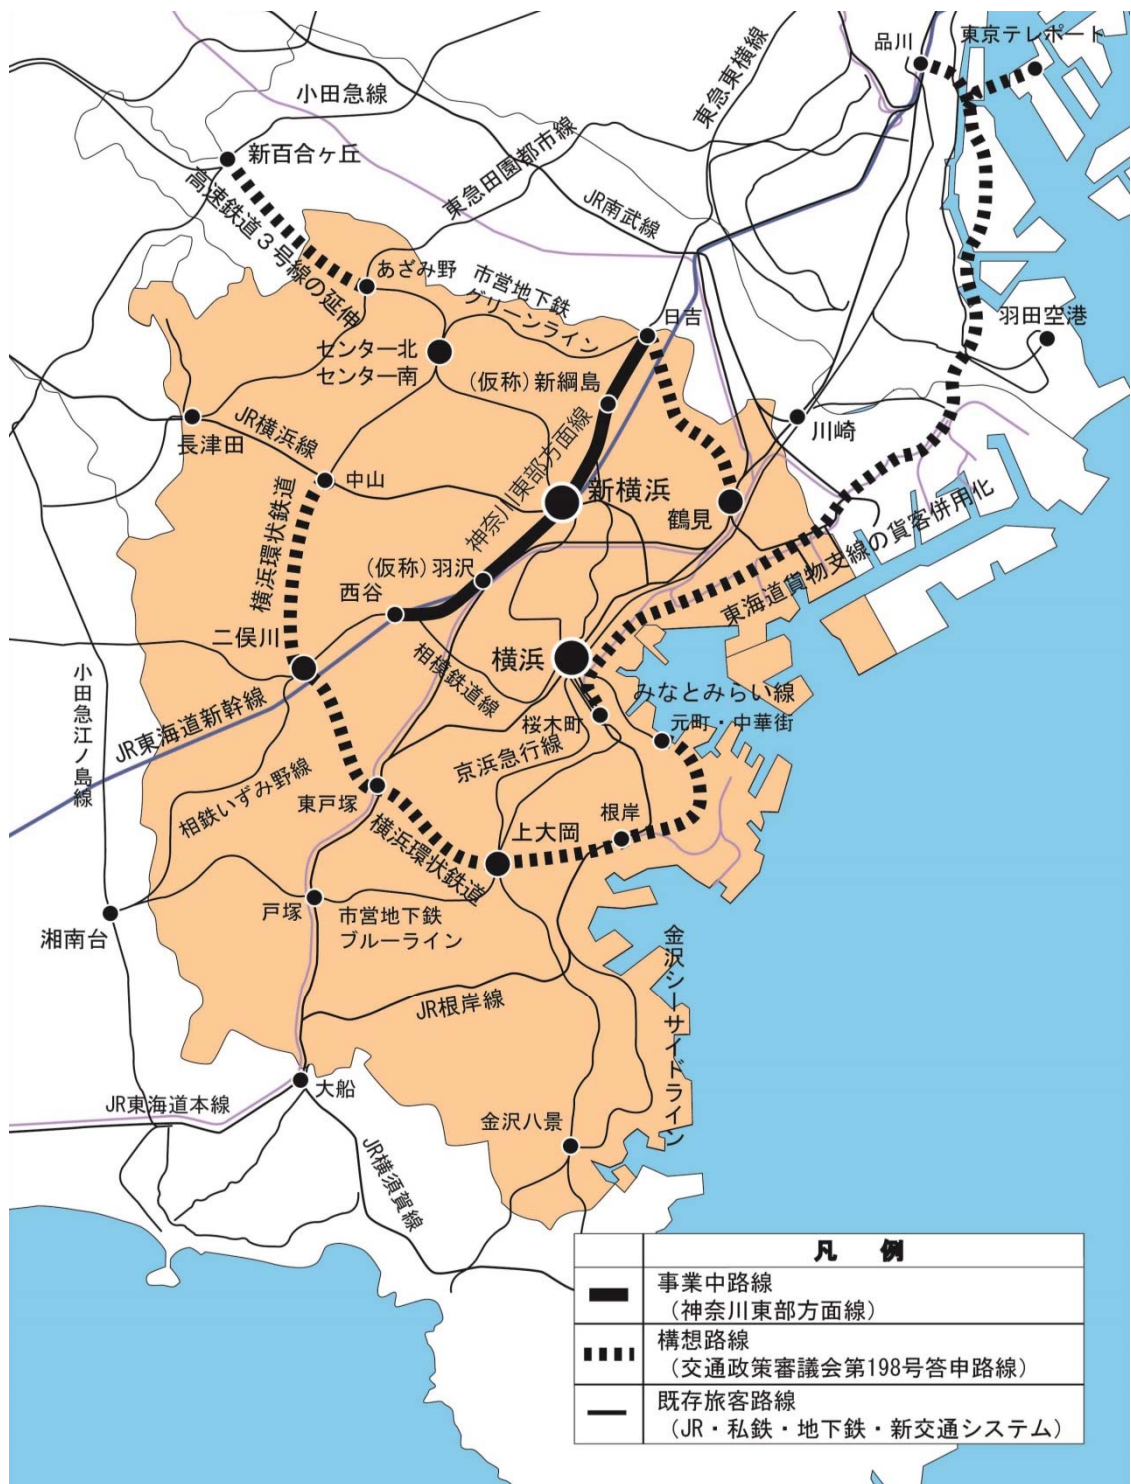 品川
東京テレポート
小田急線
東急東横線
新百合ヶ丘
高速鉄道3号線の延伸
東急田園都市線
JR南武線
あざみ野
市営地下鉄
グリーンライン
日吉
羽田空港
センター北
センター南
(仮称)新綱島
長津田
JR横浜線
川崎
中山
神奈川東部方面線
新横浜
鶴見
横浜環状鉄道
(仮称)羽沢
西谷
東海道貨物支線の貨客併用化
二俣川
相模鉄道線
横浜
小田急江ノ島線
JR東海道新幹線
みなとみらい線
桜木町
元町・中華街
京浜急行線
相鉄いずみ野線
東戸塚
横浜環状鉄道
上大岡
根岸
戸塚
市営地下鉄
ブルーライン
湘南台
金沢シーサイドライン
JR根岸線
大船
JR東海道本線
金沢八景
JR横須賀線
凡 例
事業中路線
(神奈川東部方面線)
構想路線
(交通政策審議会第198号答申路線)
既存旅客路線
(JR・私鉄・地下鉄・新交通システム)